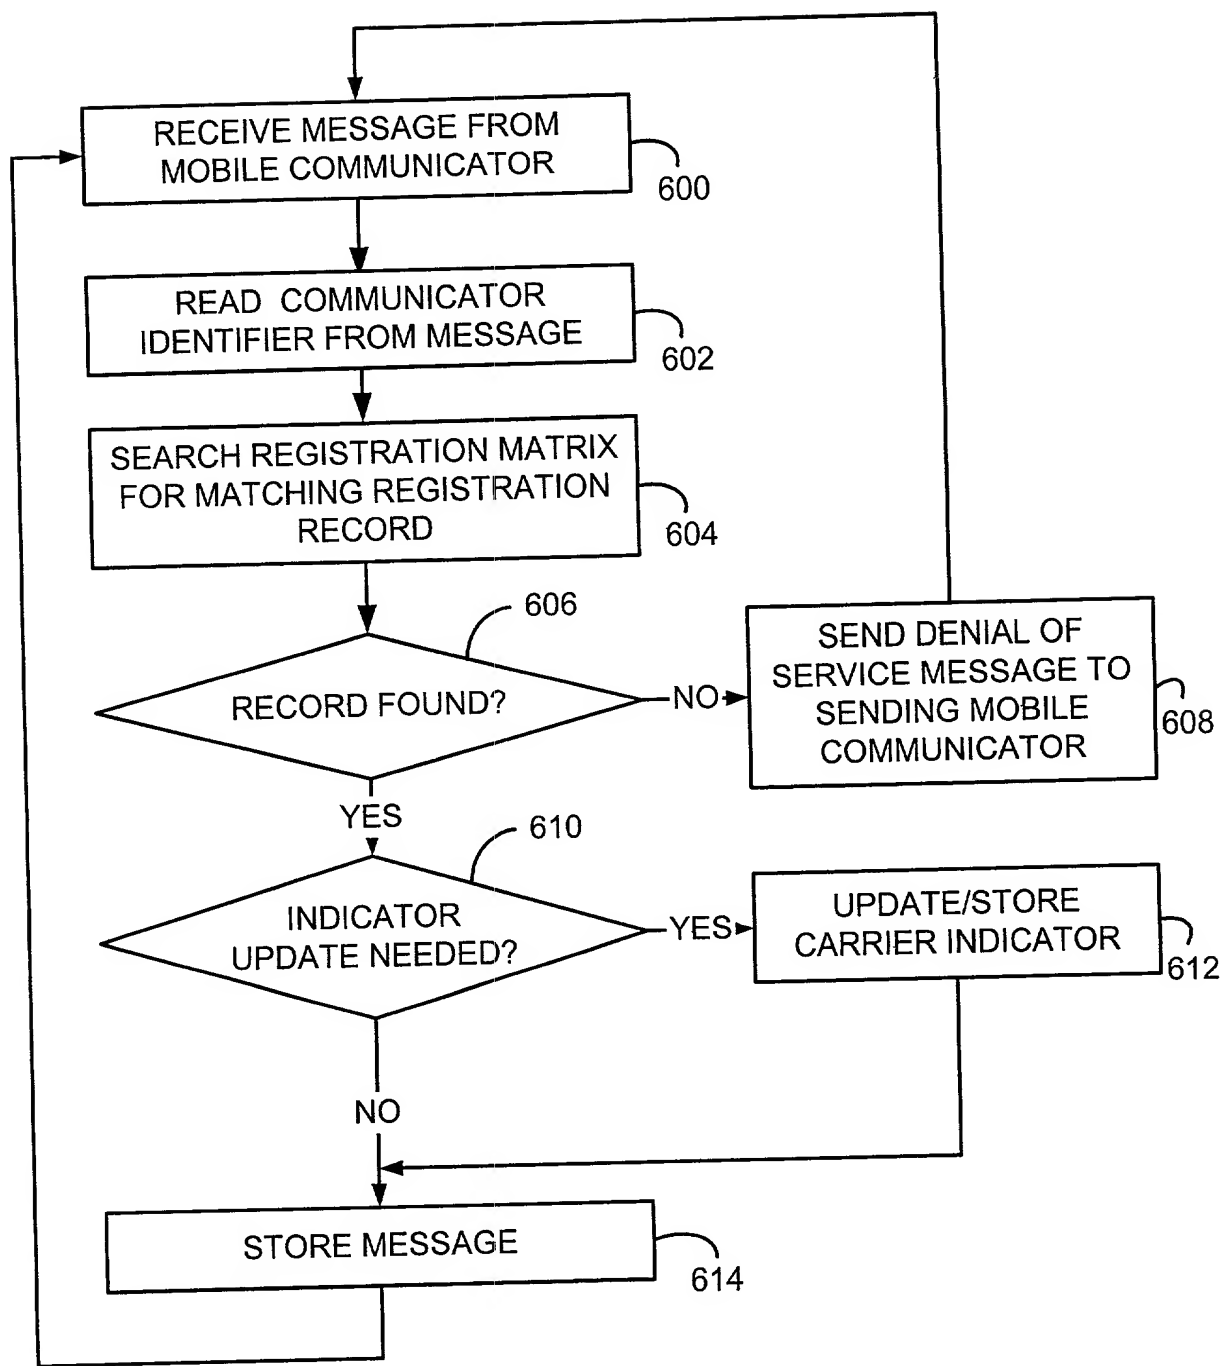 RECEIVE MESSAGE FROM
MOBILE COMMUNICATOR
600
READ COMMUNICATOR
IDENTIFIER FROM MESSAGE
602
SEARCH REGISTRATION MATRIX
FOR MATCHING REGISTRATION
RECORD
604
606
RECORD FOUND?
NO
SEND DENIAL OF
SERVICE MESSAGE TO
SENDING MOBILE
COMMUNICATOR
608
YES
610
INDICATOR
UPDATE NEEDED?
YES
UPDATE/STORE
CARRIER INDICATOR
612
NO
STORE MESSAGE
614